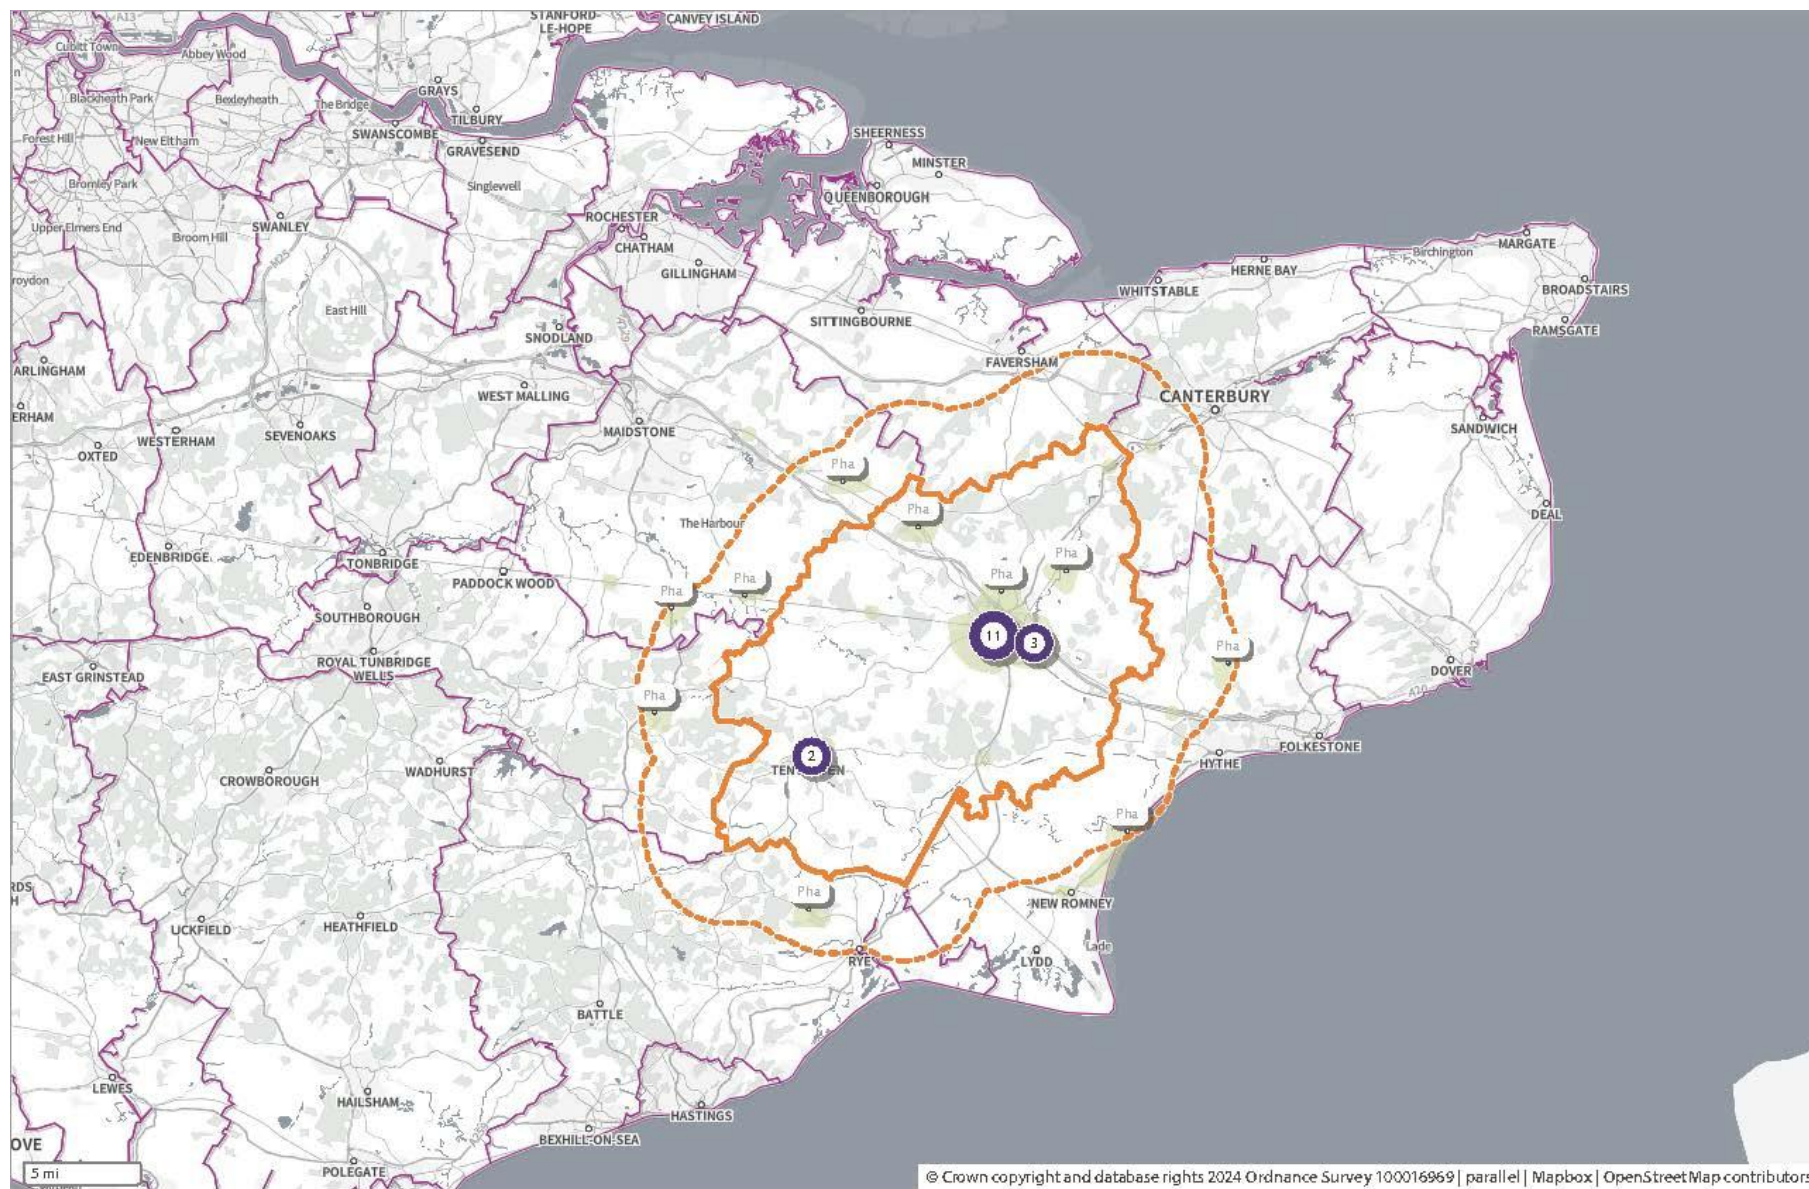 A13
STANFORD-
LE-HOPE
CANVEY ISLAND
Cubitt Town
Abbey Wood
GRAYS
Blackheath Park
Bexleyheath
The Bridge
TILBURY
SWANSCOMBE
Forest Hill
New Eltham
GRAVESEND
SHEERNESS
MINSTER
Bromley Park
Singlewell
QUEENBOROUGH
Upper Elmers End
Broom Hill
SWANLEY
ROCHESTER
CHATHAM
MARGATE
M25
GILLINGHAM
Birchington
HERNE BAY
roydon
WHITSTABLE
BROADSTAIRS
East Hill
SITTINGBOURNE
RAMSGATE
SNODLAND
FAVERSHAM
ARLINGHAM
WEST MALLING
CANTERBURY
ERHAM
WESTERHAM
SEVENOAKS
MAIDSTONE
SANDWICH
OXTED
Pha
Pha
The Harbour
DEAL
EDENBRIDGE
TONBRIDGE
PADDOCK WOOD
Pha
Pha
Pha
Pha
A21
SOUTHBOROUGH
11
3
EAST GRINSTEAD
ROYAL TUNBRIDGE
WELLS
Pha
DOVER
A20
Pha
FOLKESTONE
2
TENTERDEN
HYTHE
CROWBOROUGH
WADHURST
Pha
Pha
NEW ROMNEY
UCKFIELD
HEATHFIELD
Lade
RYE
LYDD
BATTLE
LEWES
HAILSHAM
HASTINGS
A259
BEXHILL-ON-SEA
OVE
POLEGATE
5 mi
© Crown copyright and database rights 2024 Ordnance Survey 100016969 | parallel | Mapbox | OpenStreetMap contributors